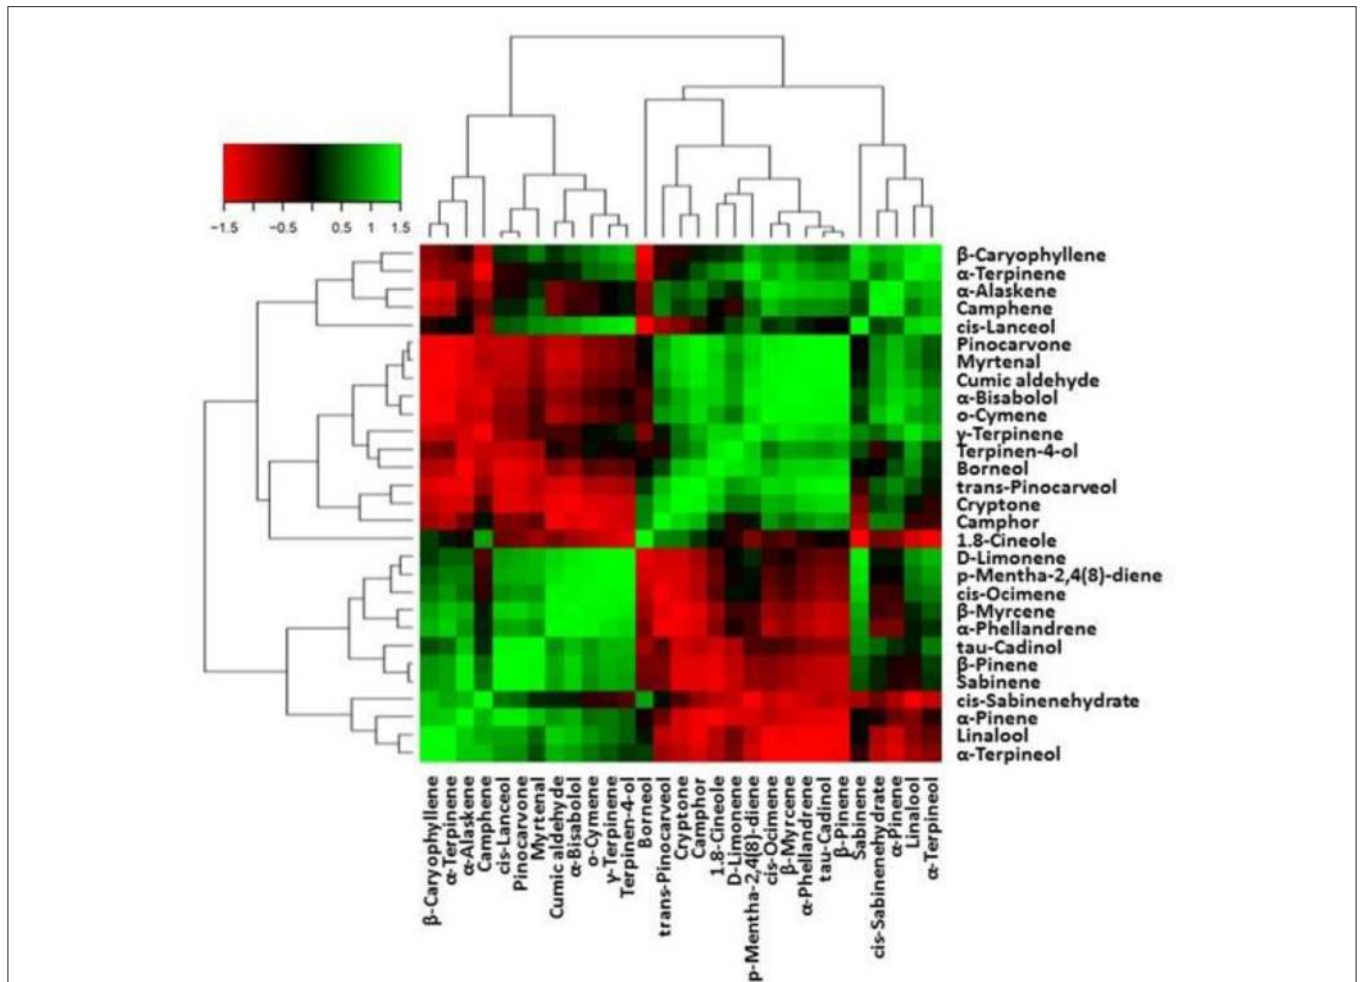 -1.5 -0.5 0.5 1 1.5
β-Caryophyllene
α-Terpinene
α-Alaskene
Camphene
cis-Lanceol
Pinocarvone
Myrtenal
Cumic aldehyde
α-Bisabolol
o-Cymene
γ-Terpinene
Terpinen-4-ol
Borneol
trans-Pinocarveol
Cryptone
Camphor
1.8-Cineole
D-Limonene
p-Mentha-2,4(8)-diene
cis-Ocimene
β-Myrcene
α-Phellandrene
tau-Cadinol
β-Pinene
Sabinene
cis-Sabinenehydrate
α-Pinene
Linalool
α-Terpineol
β-Caryophyllene
α-Terpinene
α-Alaskene
Camphene
cis-Lanceol
Pinocarvone
Myrtenal
Cumic aldehyde
α-Bisabolol
o-Cymene
γ-Terpinene
Terpinen-4-ol
Borneol
trans-Pinocarveol
Cryptone
Camphor
1.8-Cineole
D-Limonene
p-Mentha-2,4(8)-diene
cis-Ocimene
β-Myrcene
α-Phellandrene
tau-Cadinol
β-Pinene
Sabinene
cis-Sabinenehydrate
α-Pinene
Linalool
α-Terpineol